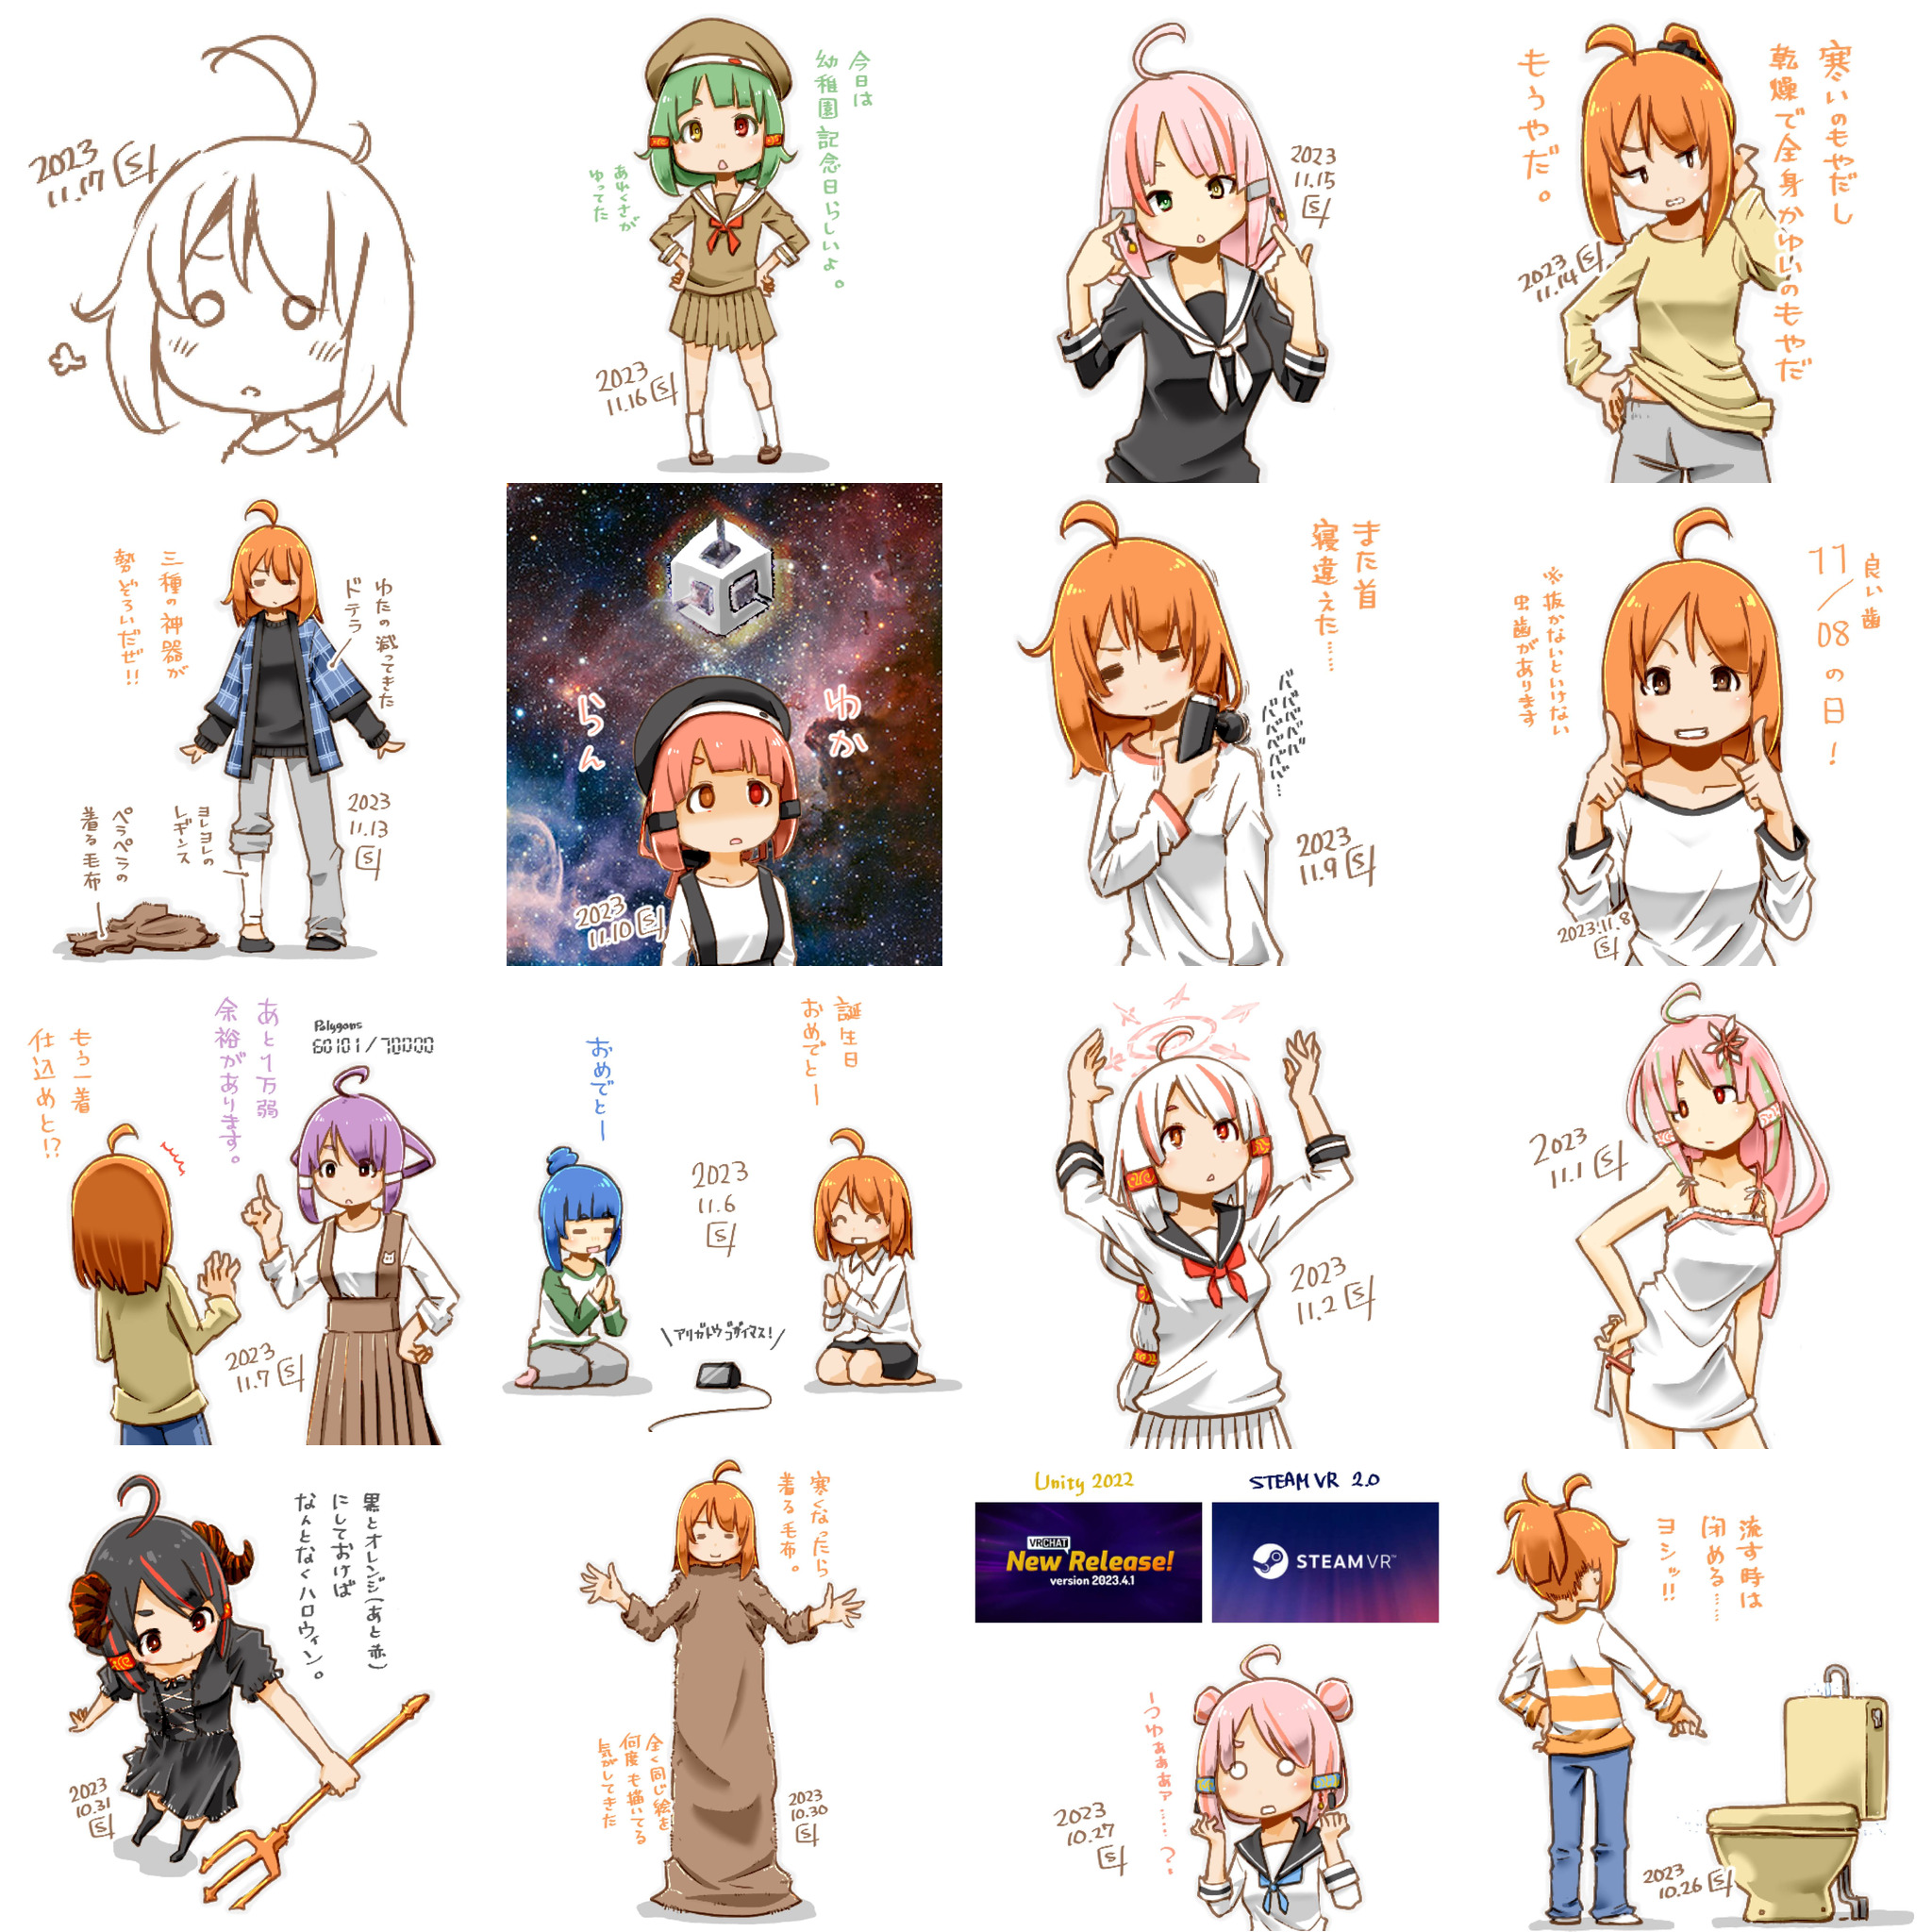 2023
11.17 S
今日は
幼稚園記念日らしいよ。
あれくさが
ゆってた
2023
11.16 S
2023
11.15
S
寒いのもやだし
乾燥で全身かゆいのもやだ
もうやだ。
2023
11.14 S
三種の神器が
勢ぞろいだぜ!!
ゆたの減ってきた
ドテラ
ヨレヨレの
レギンス
ペラペラの
着る毛布
2023
11.13
S
ゆか
らん
2023
11.10 S
また首
寝違えた……
ババババババババババババ…
2023
11.9 S
良い歯
11/08の日!
※抜かないといけない
虫歯があります
2023.11.8
S
もう一着
仕込めと!?
あと1万弱
余裕があります。
Polygons
60101/70000
2023
11.7 S
おめでとー
誕生日
おめでとー
2023
11.6
S
\アリガトウゴザイマス!/
2023
11.2 S
2023
11.1 S
黒とオレンジ(あと赤)
にしておけば
なんとなくハロウィン。
2023
10.31
S
寒くなったら
着る毛布。
全く同じ絵を
何度も描いてる
気がしてきた
2023
10.30
S
Unity 2022
STEAM VR 2.0
VRCHAT
New Release!
version 2023.4.1
STEAM VR™
ーつゅぁぁぁァ……?
2023
10.27
S
流す時は
閉める……
ヨシッ!!
2023
10.26 S